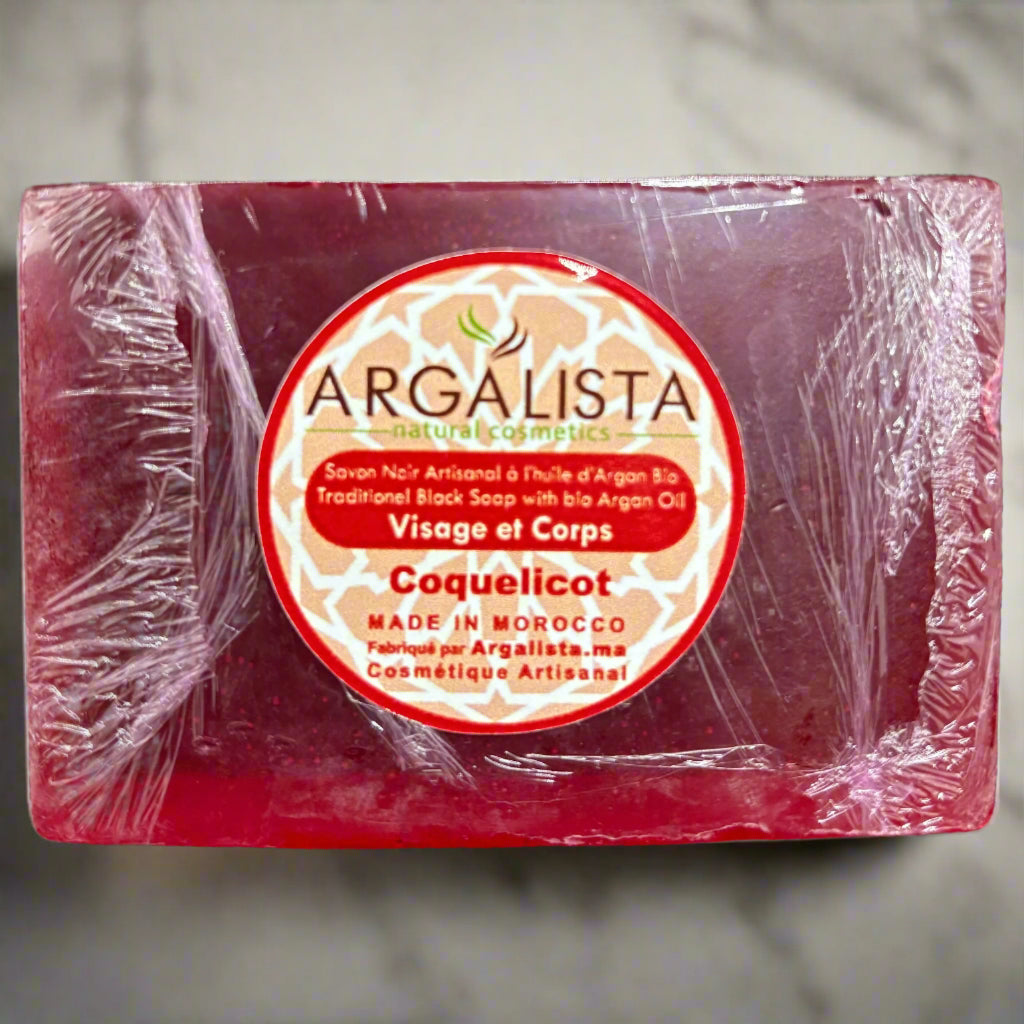 ARGALISTA
natural cosmetics
Savon Noir Artisanal à l'huile d'Argan Bio
Traditionel Black Soap with bio Argan Oil
Visage et Corps
Coquelicot
MADE IN MOROCCO
Fabriqué par Argalista.ma
Cosmétique Artisanal